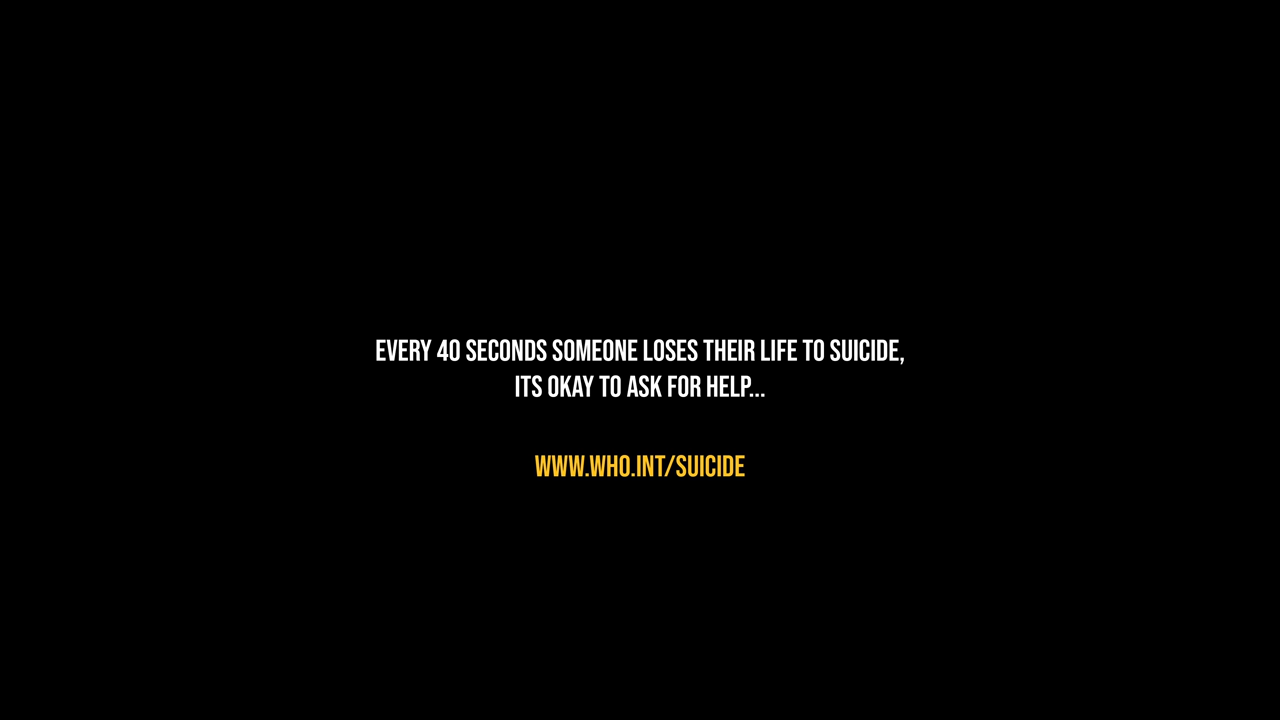 EVERY 40 SECONDS SOMEONE LOSES THEIR LIFE TO SUICIDE,
ITS OKAY TO ASK FOR HELP...
WWW.WHO.INT/SUICIDE